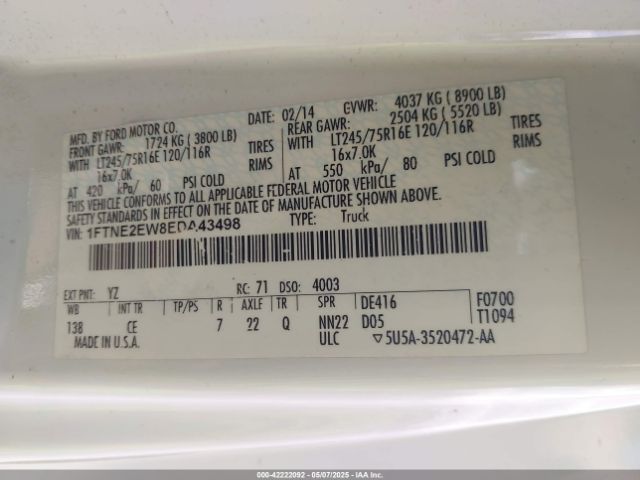 MFD. BY FORD MOTOR CO. DATE: 02/14 GVWR: 4037 KG ( 8900 LB)
FRONT GAWR: 1724 KG ( 3800 LB) REAR GAWR: 2504 KG ( 5520 LB)
WITH LT245/75R16E 120/116R TIRES WITH LT245/75R16E 120/116R TIRES
16x7.0K RIMS 16x7.0K RIMS
AT 420 kPa/ 60 PSI COLD AT 550 kPa/ 80 PSI COLD
THIS VEHICLE CONFORMS TO ALL APPLICABLE FEDERAL MOTOR VEHICLE
SAFETY STANDARDS IN EFFECT ON THE DATE OF MANUFACTURE SHOWN ABOVE.
VIN: 1FTNE2EW8EDA43498 TYPE: Truck
EXT PNT: YZ RC: 71 DSO: 4003
WB INT TR TP/PS R AXLE TR SPR DE416 F0700
138 CE 7 22 Q NN22 D05 T1094
MADE IN U.S.A. ULC ▽5U5A-3520472-AA
000-42222092 - 05/07/2025 - IAA Inc.